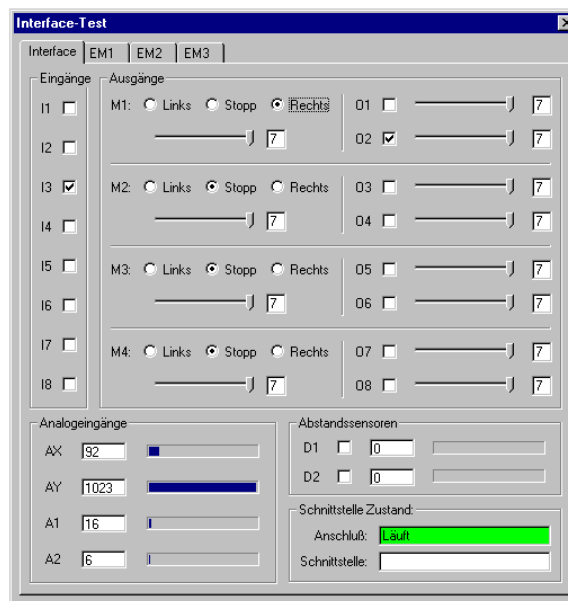 Interface-Test
Interface EM1 EM2 EM3
Eingänge
I1
I2
I3
I4
I5
I6
I7
I8
Ausgänge
M1: Links Stopp Rechts
7
O1 7
O2 7
M2: Links Stopp Rechts
7
O3 7
O4 7
M3: Links Stopp Rechts
7
O5 7
O6 7
M4: Links Stopp Rechts
7
O7 7
O8 7
Analogeingänge
AX 92
AY 1023
A1 16
A2 6
Abstandssensoren
D1 0
D2 0
Schnittstelle Zustand:
Anschluß: Läuft
Schnittstelle: